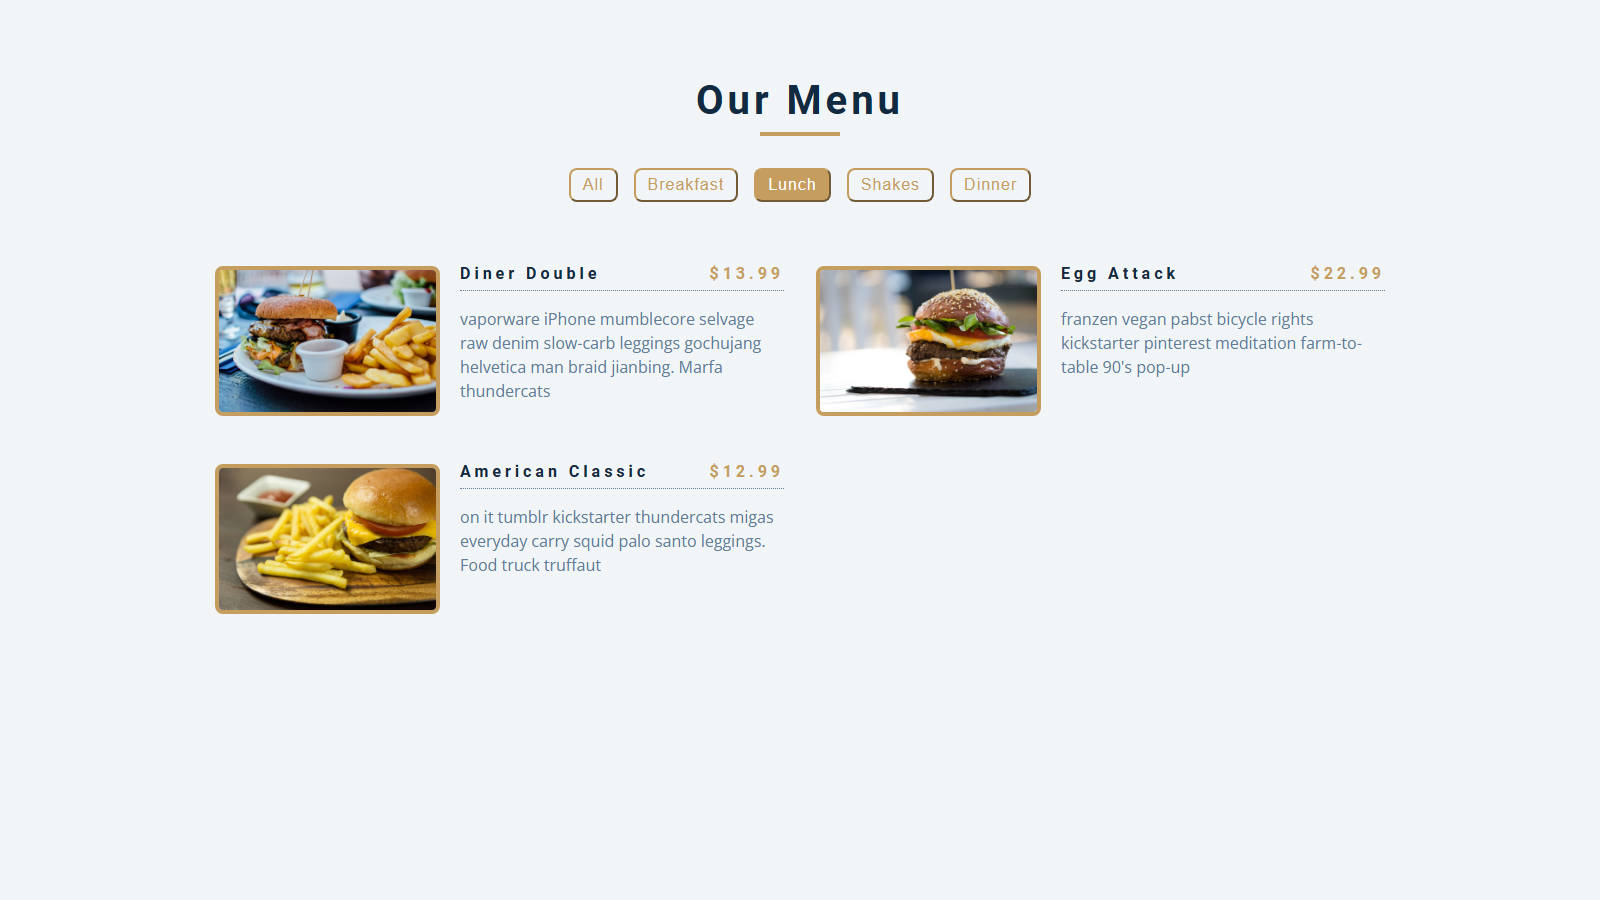 Our Menu
All
Breakfast
Lunch
Shakes
Dinner
Diner Double $13.99
vaporware iPhone mumblecore selvage
raw denim slow-carb leggings gochujang
helvetica man braid jianbing. Marfa
thundercats
Egg Attack $22.99
franzen vegan pabst bicycle rights
kickstarter pinterest meditation farm-to-
table 90's pop-up
American Classic $12.99
on it tumblr kickstarter thundercats migas
everyday carry squid palo santo leggings.
Food truck truffaut